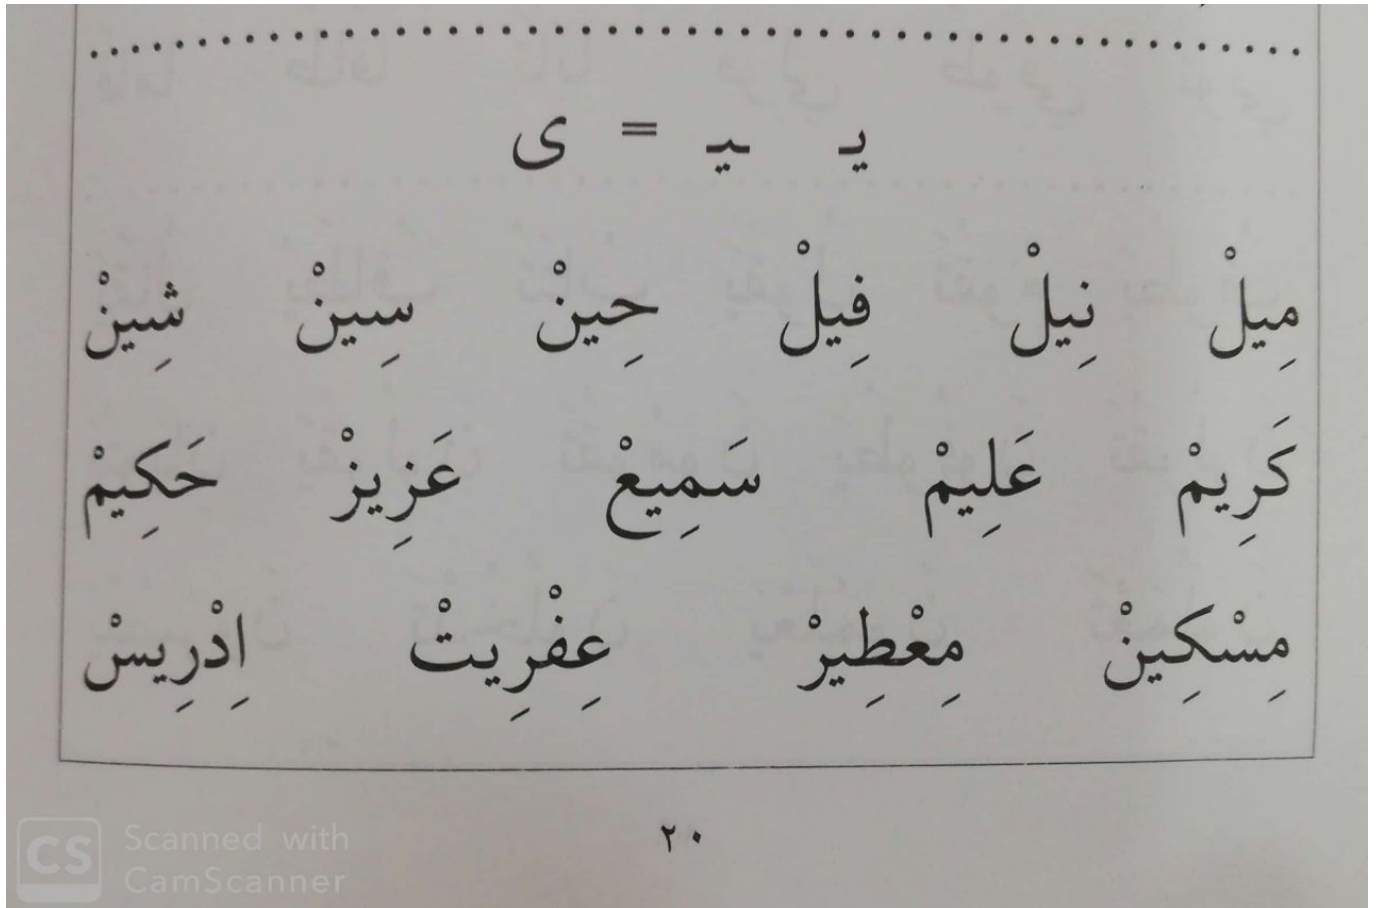 يـ ـيـ = ى
مِيلْ نِيلْ فِيلْ حِينْ سِينْ شِينْ
كَرِيمْ عَلِيمْ سَمِيعْ عَزِيزْ حَكِيمْ
مِسْكِينْ مِعْطِيرْ عِفْرِيتْ اِدْرِيسْ
٢٠
CS Scanned with
CamScanner